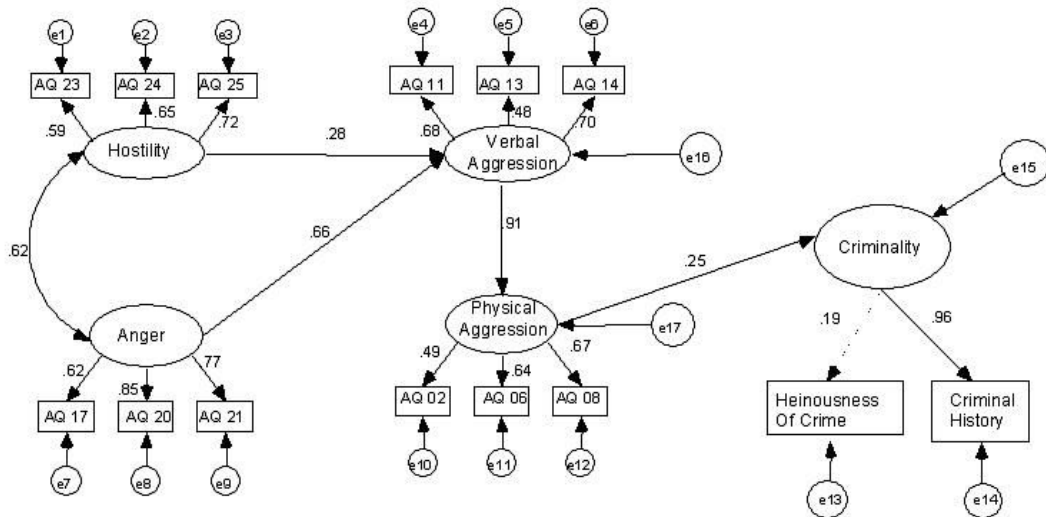 e1 e2 e3 e4 e5 e6
AQ 23 AQ 24 AQ 25 AQ 11 AQ 13 AQ 14
.59 .65 .72 .68 .48 .70
Hostility
.28
Verbal
Aggression
e16
e15
.62
.66
.91
.25
Criminality
Anger
Physical
Aggression
e17
.19 .96
.62 .85 .77 .49 .64 .67
AQ 17 AQ 20 AQ 21 AQ 02 AQ 06 AQ 08
Heinousness
Of Crime
Criminal
History
e7 e8 e9 e10 e11 e12
e13 e14